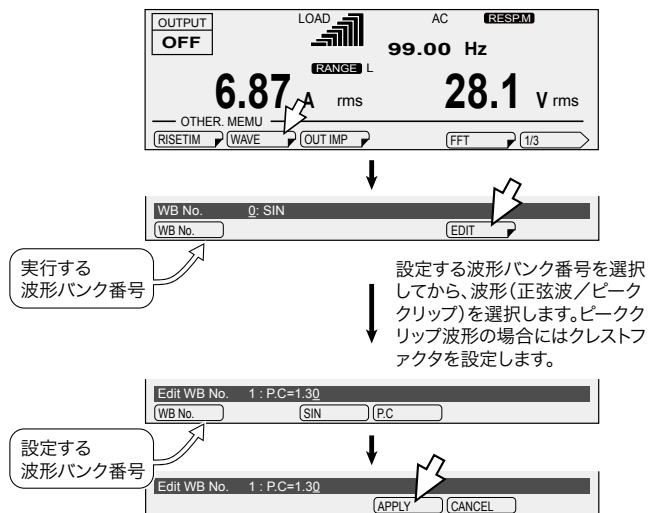 OUTPUT
OFF
LOAD
AC
RESP.M
99.00 Hz
RANGE L
6.87 A rms
28.1 V rms
OTHER. MEMU
RISETIM
WAVE
OUT IMP
FFT
1/3
WB No. 0: SIN
WB No.
EDIT
実行する
波形バンク番号
設定する波形バンク番号を選択
してから、波形(正弦波/ピーク
クリップ)を選択します。ピークク
リップ波形の場合にはクレストフ
ァクタを設定します。
Edit WB No. 1 : P.C=1.30
WB No.
SIN
P.C
設定する
波形バンク番号
Edit WB No. 1 : P.C=1.30
APPLY
CANCEL